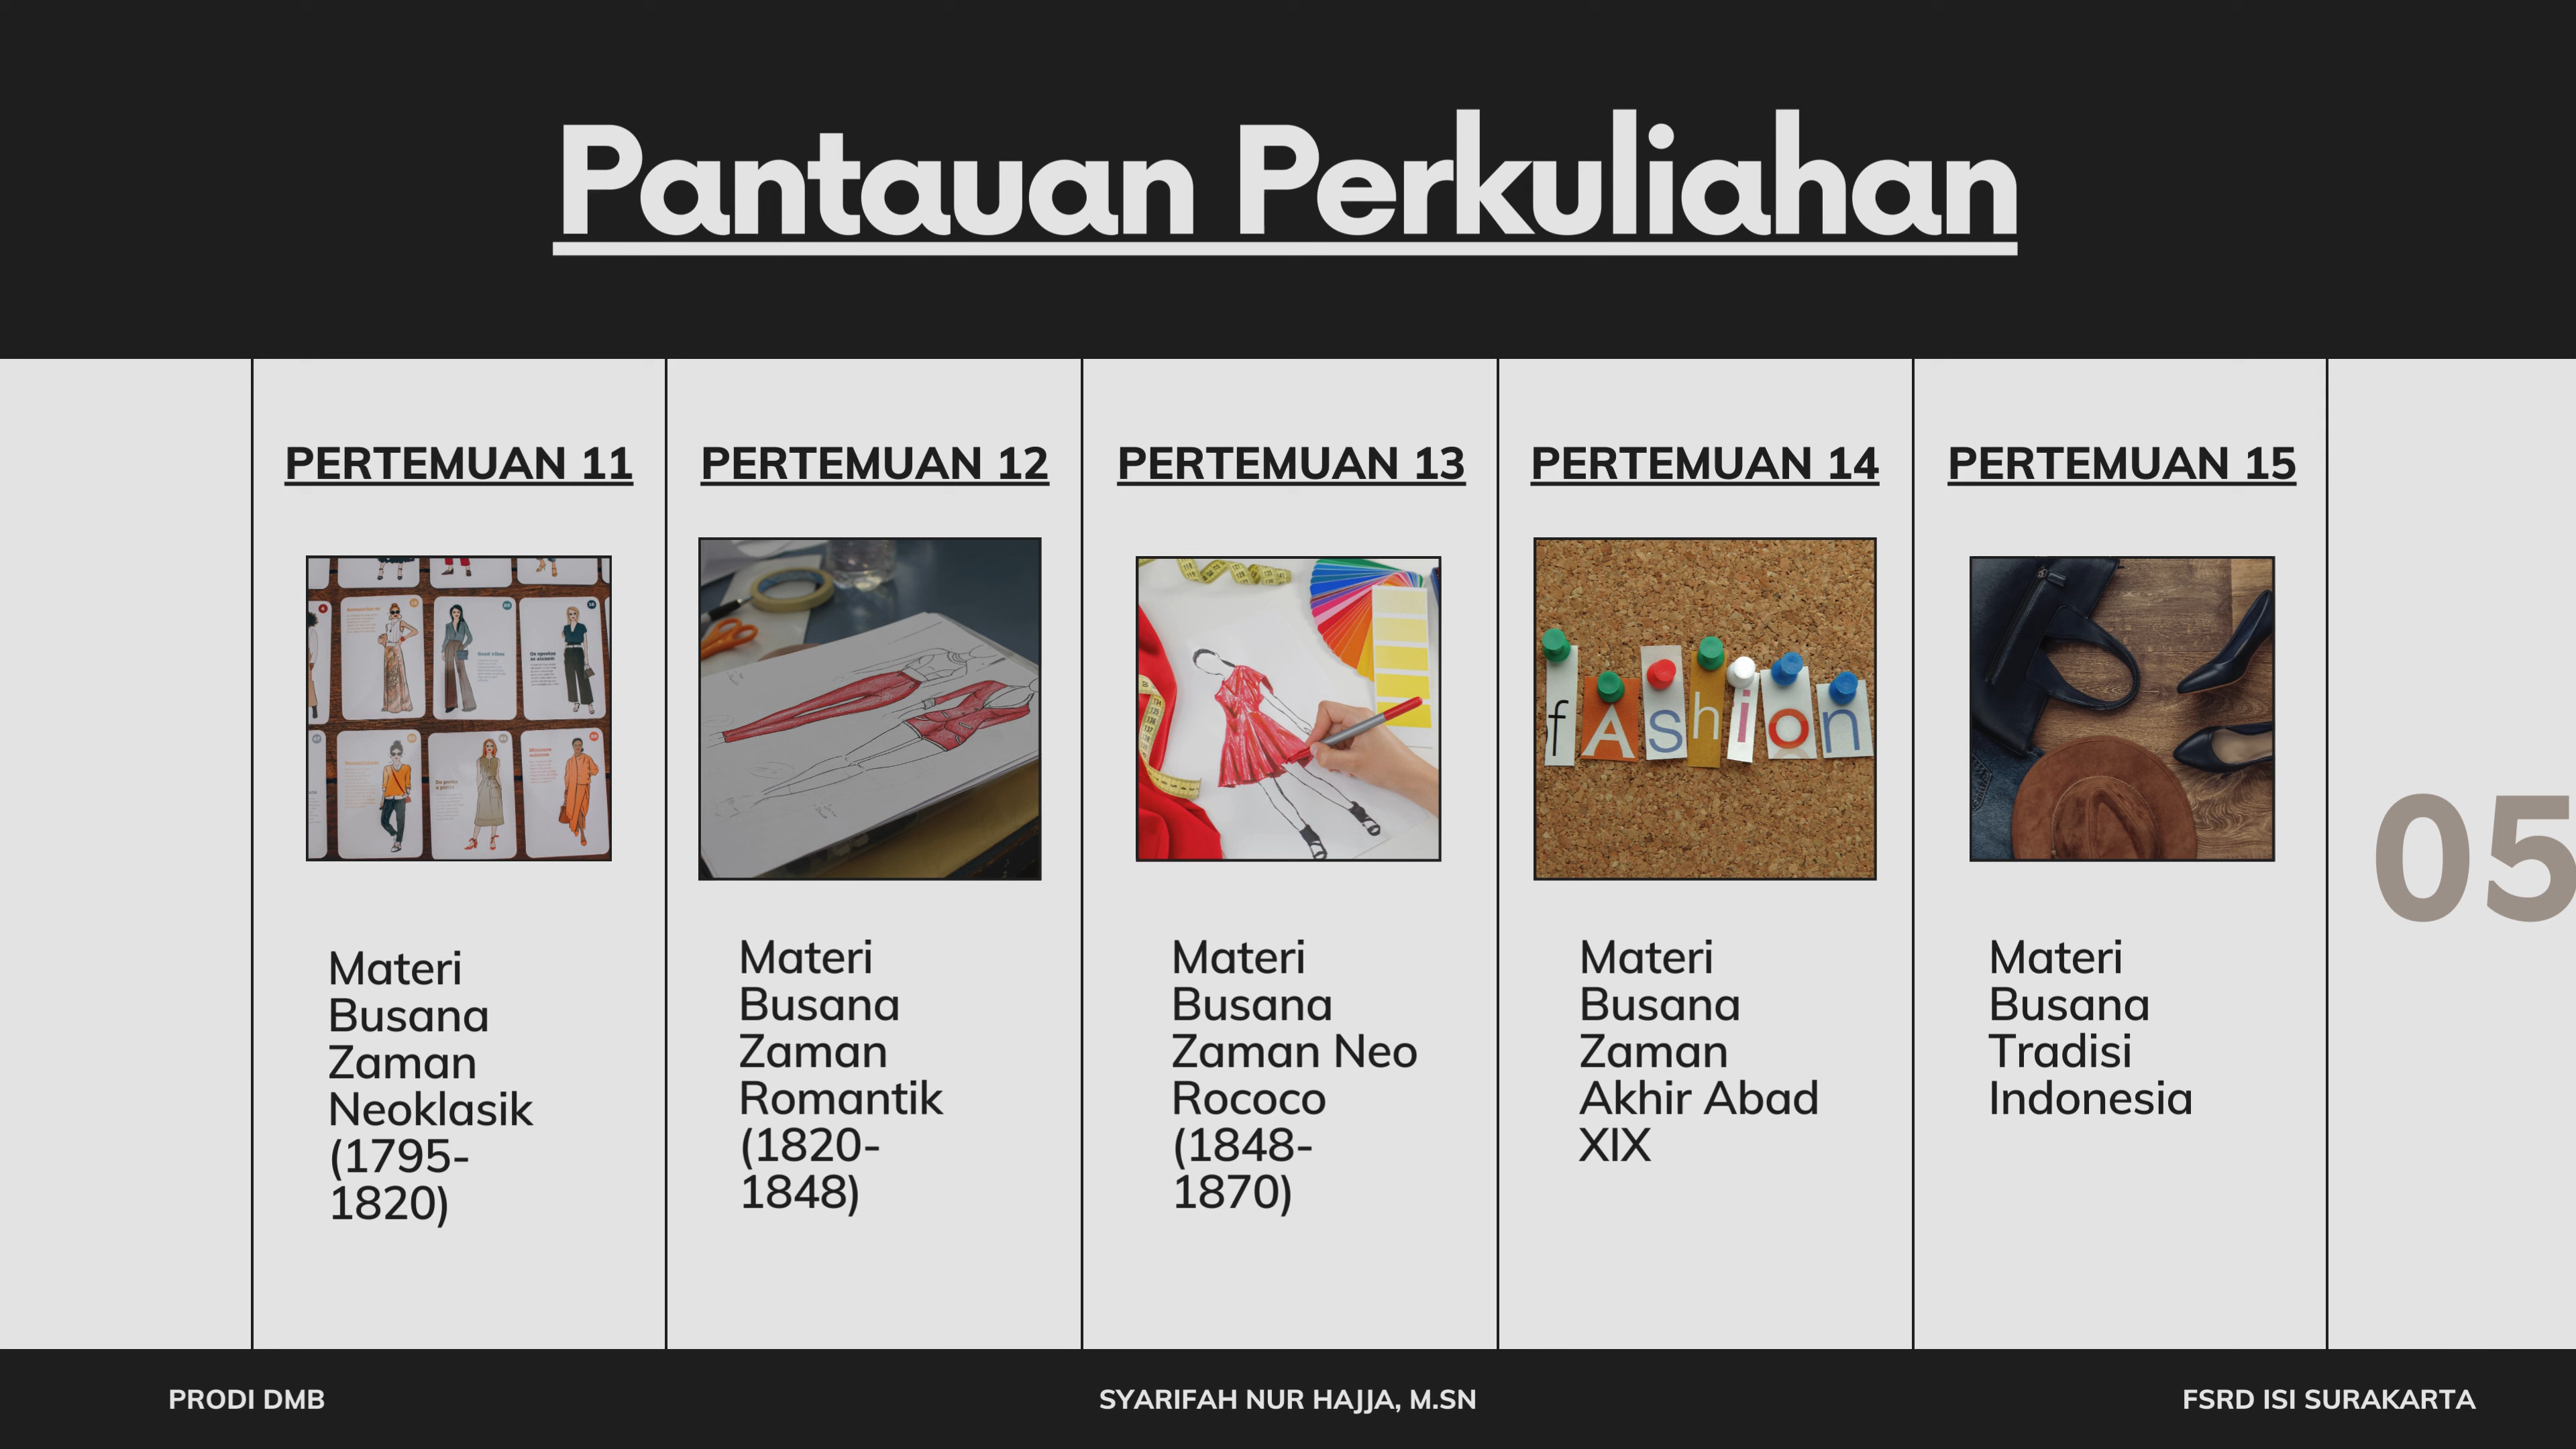 Pantauan Perkuliahan
PERTEMUAN 11
Materi
Busana
Zaman
Neoklasik
(1795-
1820)
PERTEMUAN 12
Materi
Busana
Zaman
Romantik
(1820-
1848)
PERTEMUAN 13
Materi
Busana
Zaman Neo
Rococo
(1848-
1870)
PERTEMUAN 14
fAshion
Materi
Busana
Zaman
Akhir Abad
XIX
PERTEMUAN 15
Materi
Busana
Tradisi
Indonesia
05
PRODI DMB
SYARIFAH NUR HAJJA, M.SN
FSRD ISI SURAKARTA